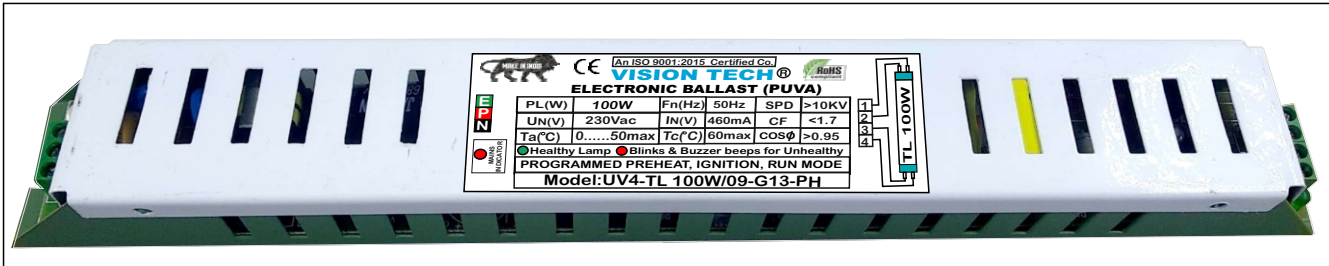 MAKE IN INDIA
CE
An ISO 9001:2015 Certified Co.
VISION TECH®
RoHS
compliant
ELECTRONIC BALLAST (PUVA)
E
P
N
PL(W) 100W Fn(Hz) 50Hz SPD >10KV
UN(V) 230Vac IN(V) 460mA CF <1.7
Ta(°C) 0......50max Tc(°C) 60max COSϕ >0.95
Healthy Lamp Blinks & Buzzer beeps for Unhealthy
PROGRAMMED PREHEAT, IGNITION, RUN MODE
Model:UV4-TL 100W/09-G13-PH
MAINS
INDICATOR
1
2
3
4
TL 100W